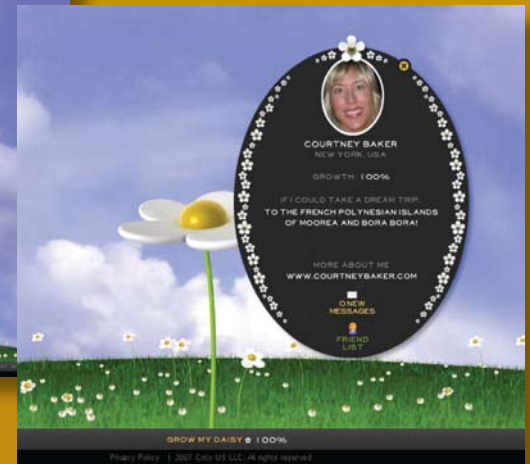 COURTNEY BAKER
NEW YORK, USA
GROWTH: 100%
IF I COULD TAKE A DREAM TRIP...
TO THE FRENCH POLYNESIAN ISLANDS
OF MOOREA AND BORA BORA!
MORE ABOUT ME
WWW.COURTNEYBAKER.COM
0 NEW
MESSAGES
FRIEND
LIST
GROW MY DAISY 100%
Privacy Policy | 2007 Coty US LLC. All rights reserved